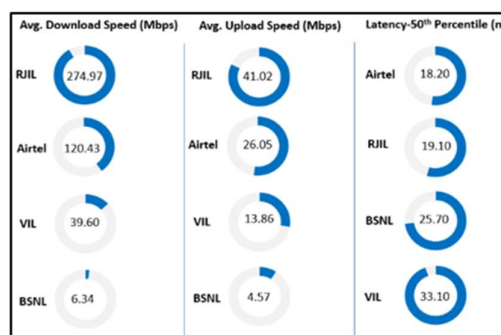 Avg. Download Speed (Mbps)
RJIL 274.97
Airtel 120.43
VIL 39.60
BSNL 6.34
Avg. Upload Speed (Mbps)
RJIL 41.02
Airtel 26.05
VIL 13.86
BSNL 4.57
Latency-50th Percentile (
Airtel 18.20
RJIL 19.10
BSNL 25.70
VIL 33.10